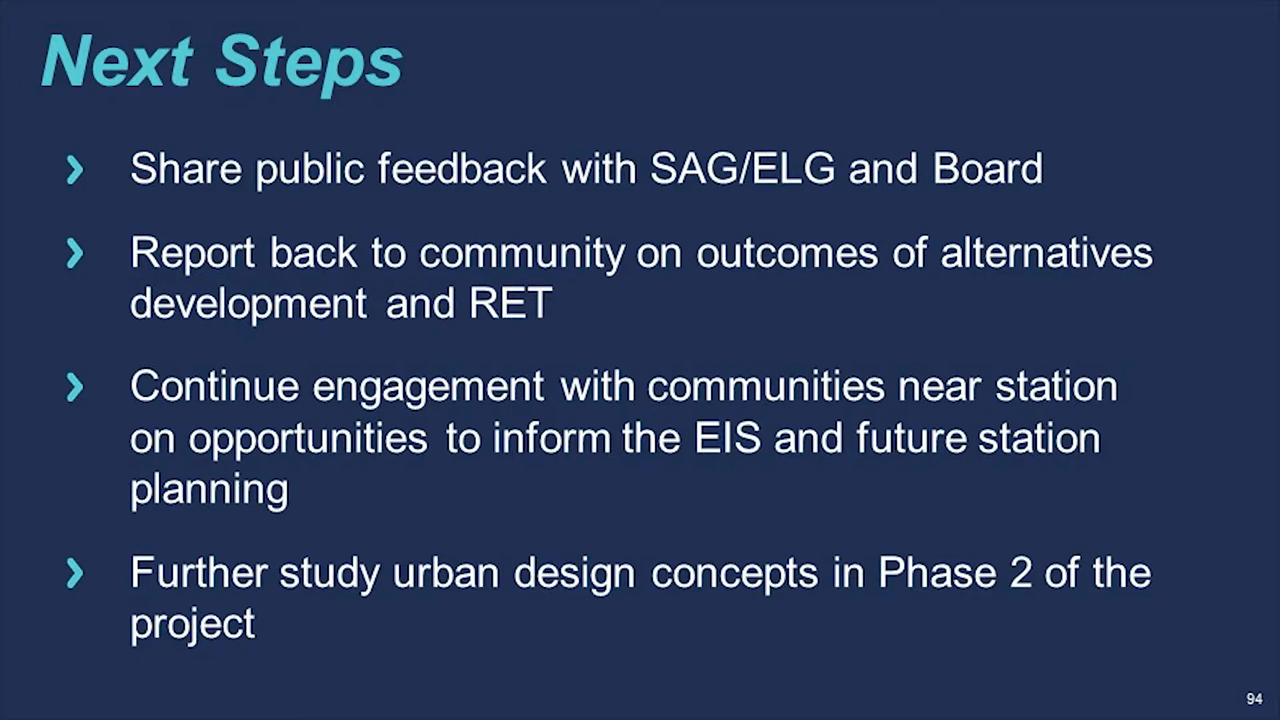 Next Steps
Share public feedback with SAG/ELG and Board
Report back to community on outcomes of alternatives
development and RET
Continue engagement with communities near station
on opportunities to inform the EIS and future station
planning
Further study urban design concepts in Phase 2 of the
project
94